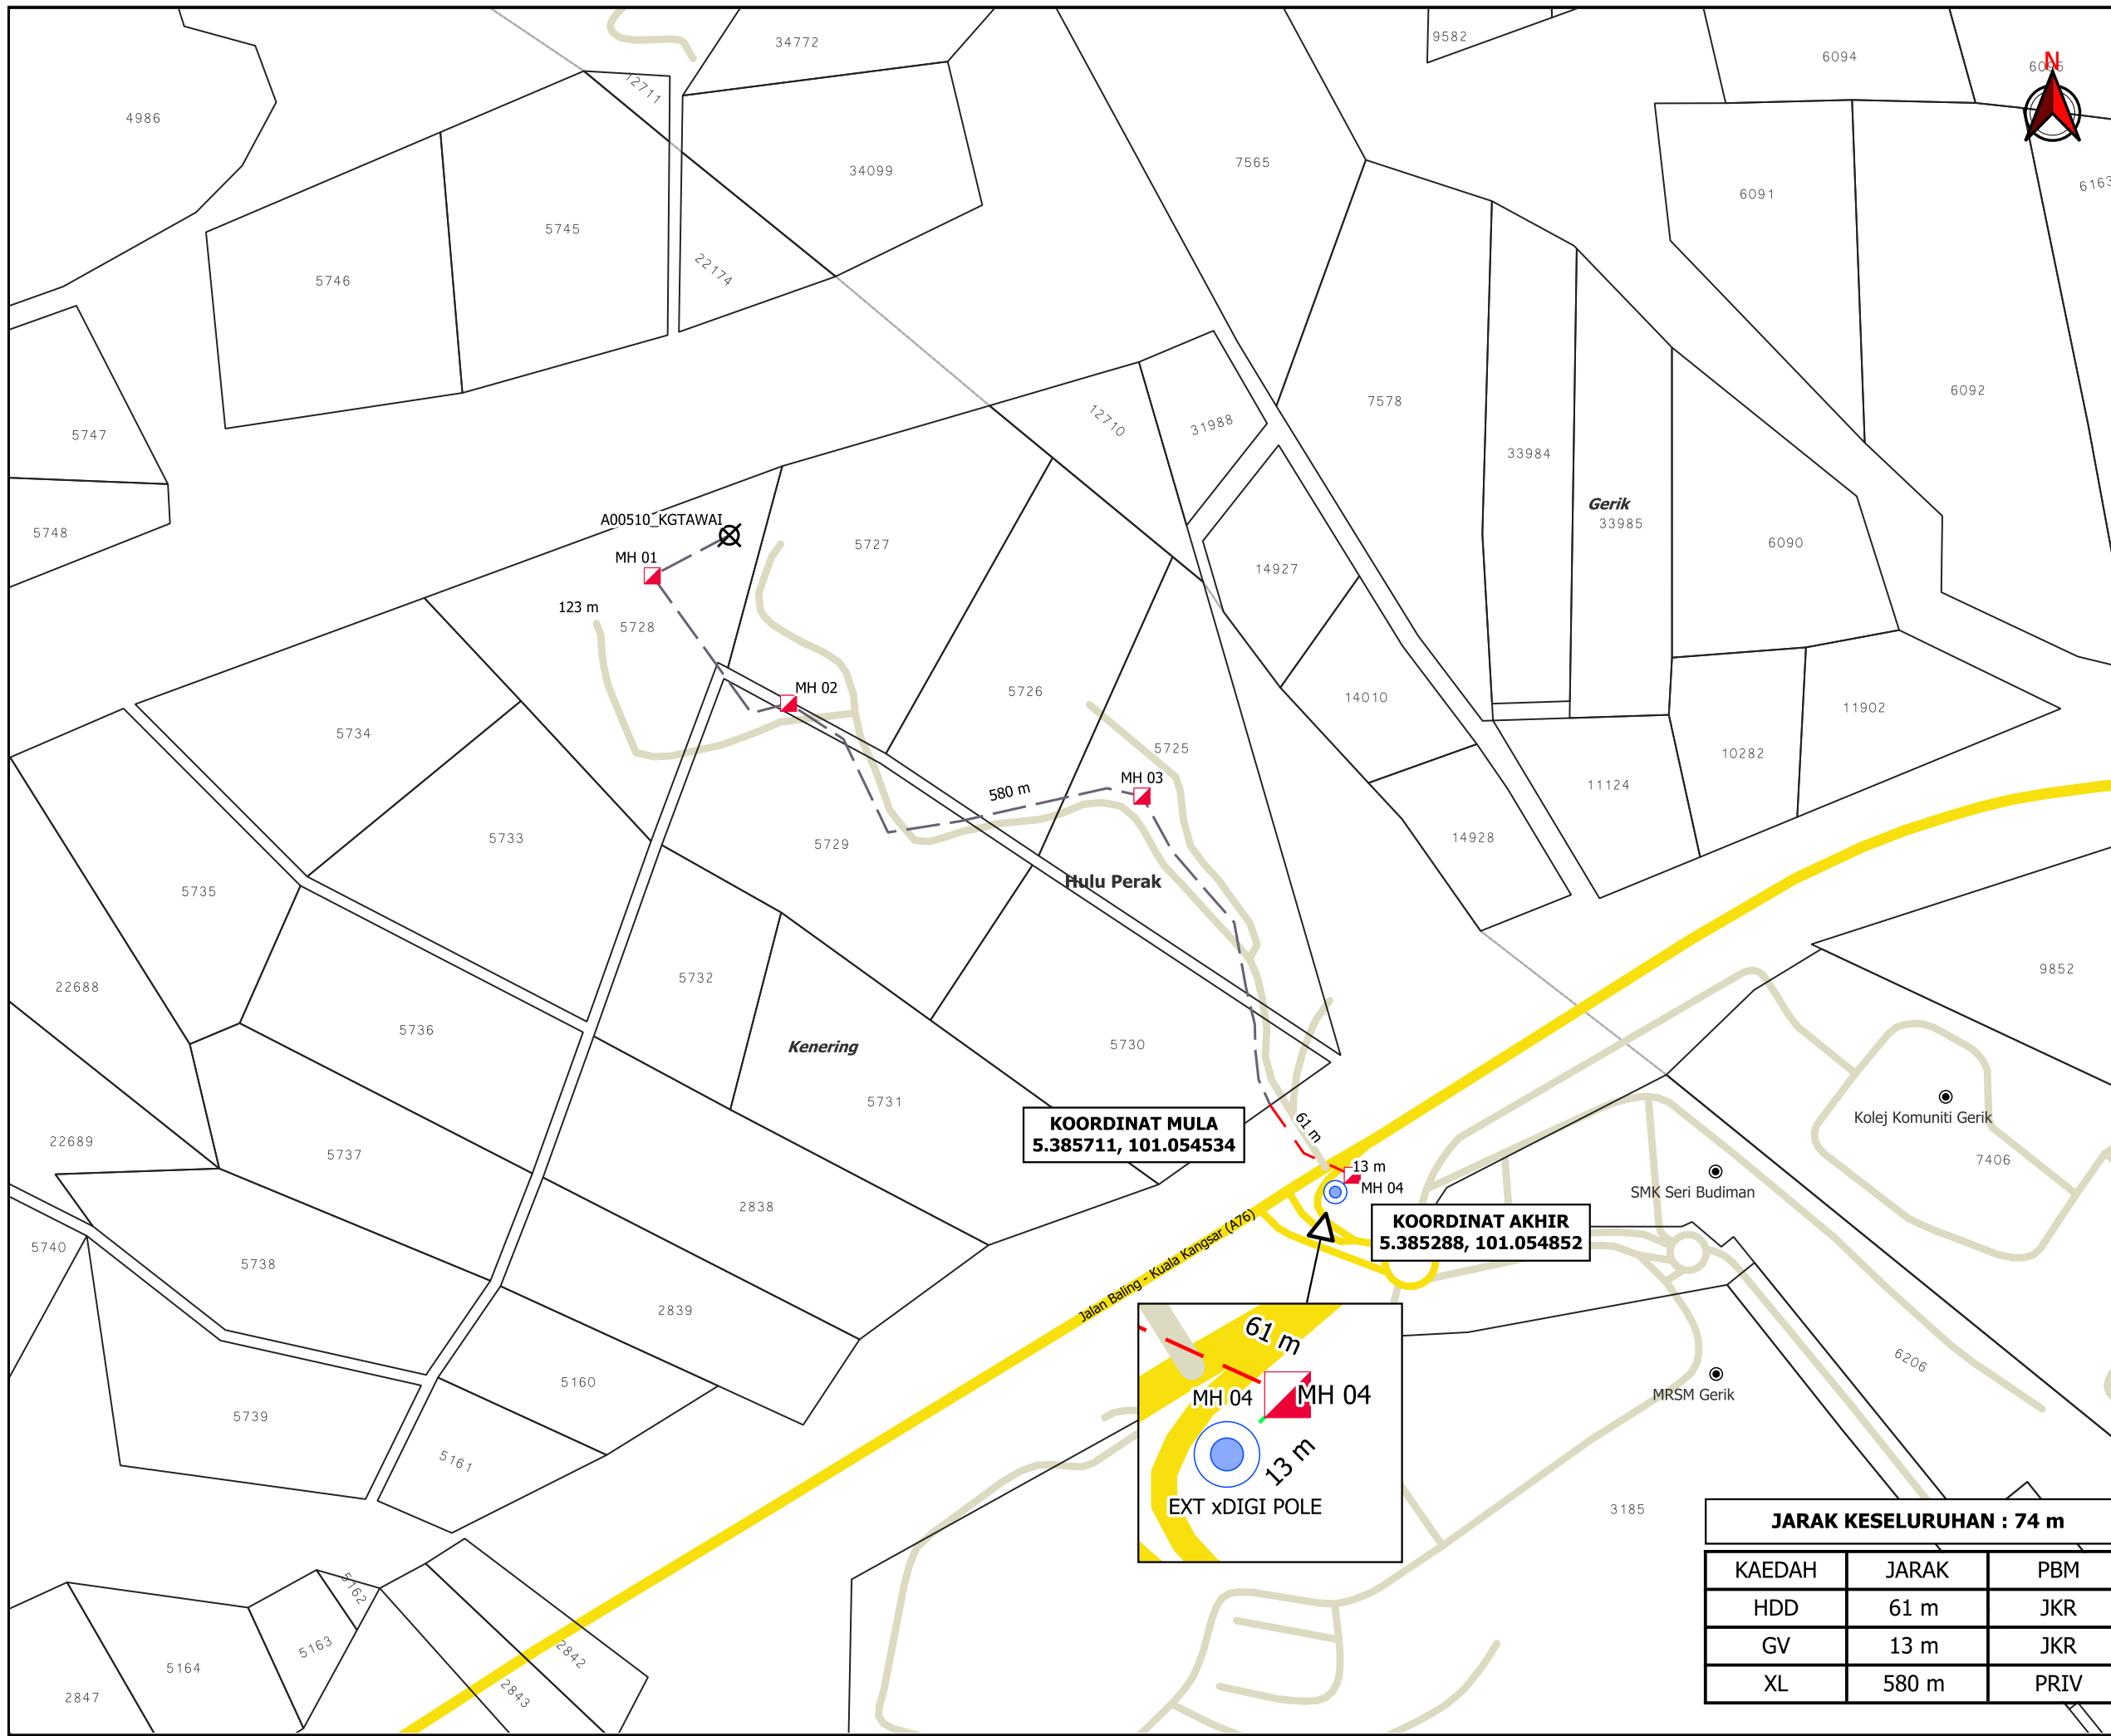 34772
9582
6094
N
12711
4986
7565
34099
6091
5745
22174
5746
6092
7578
12710
31988
5747
33984
Gerik
33985
A00510_KGTAWAI
5748
5727
6090
MH 01
14927
123 m
5728
MH 02
5726
14010
11902
5734
5725
10282
MH 03
11124
580 m
5733
5729
14928
Hulu Perak
5735
9852
5732
22688
5736
Kenering
5730
5731
Kolej Komuniti Gerik
KOORDINAT MULA
5.385711, 101.054534
61 m
22689
5737
7406
13 m
MH 04
SMK Seri Budiman
2838
KOORDINAT AKHIR
5.385288, 101.054852
5740
5738
Jalan Baling - Kuala Kangsar (A76)
2839
61 m
6206
5160
MH 04
MH 04
MRSM Gerik
5739
5161
13 m
EXT xDIGI POLE
3185
JARAK KESELURUHAN : 74 m
KAEDAH JARAK PBM
HDD 61 m JKR
GV 13 m JKR
XL 580 m PRIV
5162
5163
2842
5164
2843
2847